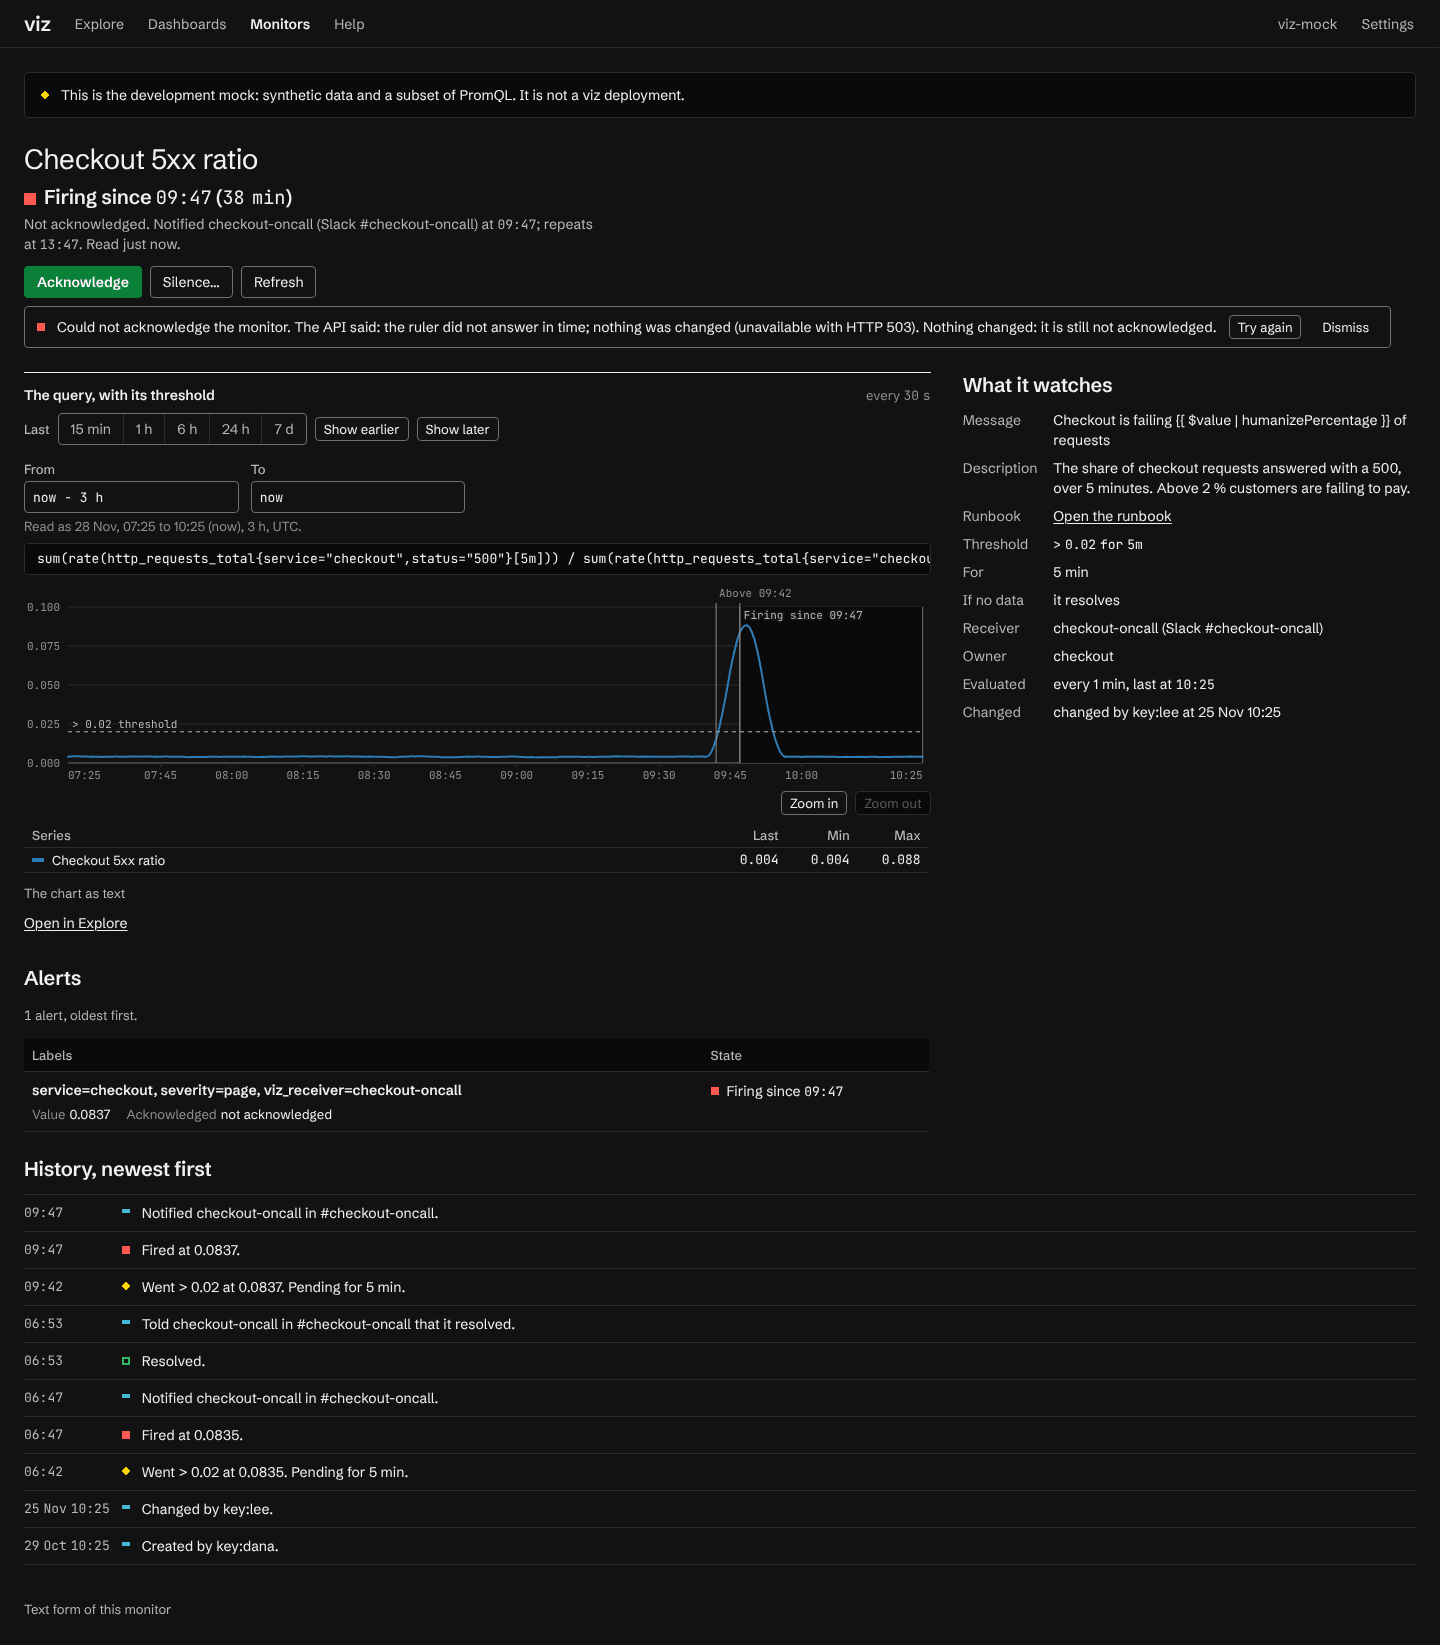 viz Explore Dashboards Monitors Help viz-mock Settings
This is the development mock: synthetic data and a subset of PromQL. It is not a viz deployment.
Checkout 5xx ratio
Firing since 09:47 (38 min)
Not acknowledged. Notified checkout-oncall (Slack #checkout-oncall) at 09:47; repeats
at 13:47. Read just now.
Acknowledge Silence… Refresh
Could not acknowledge the monitor. The API said: the ruler did not answer in time; nothing was changed (unavailable with HTTP 503). Nothing changed: it is still not acknowledged. Try again Dismiss
The query, with its threshold every 30 s
Last 15 min 1 h 6 h 24 h 7 d Show earlier Show later
From To
now - 3 h now
Read as 28 Nov, 07:25 to 10:25 (now), 3 h, UTC.
sum(rate(http_requests_total{service="checkout",status="500"}[5m])) / sum(rate(http_requests_total{service="checkou
Above 09:42
0.100
Firing since 09:47
0.075
0.050
0.025 > 0.02 threshold
0.000
07:25 07:45 08:00 08:15 08:30 08:45 09:00 09:15 09:30 09:45 10:00 10:25
Zoom in Zoom out
Series Last Min Max
Checkout 5xx ratio 0.004 0.004 0.088
The chart as text
Open in Explore
What it watches
Message Checkout is failing {{ $value | humanizePercentage }} of
requests
Description The share of checkout requests answered with a 500,
over 5 minutes. Above 2 % customers are failing to pay.
Runbook Open the runbook
Threshold > 0.02 for 5m
For 5 min
If no data it resolves
Receiver checkout-oncall (Slack #checkout-oncall)
Owner checkout
Evaluated every 1 min, last at 10:25
Changed changed by key:lee at 25 Nov 10:25
Alerts
1 alert, oldest first.
Labels State
service=checkout, severity=page, viz_receiver=checkout-oncall Firing since 09:47
Value 0.0837 Acknowledged not acknowledged
History, newest first
09:47 Notified checkout-oncall in #checkout-oncall.
09:47 Fired at 0.0837.
09:42 Went > 0.02 at 0.0837. Pending for 5 min.
06:53 Told checkout-oncall in #checkout-oncall that it resolved.
06:53 Resolved.
06:47 Notified checkout-oncall in #checkout-oncall.
06:47 Fired at 0.0835.
06:42 Went > 0.02 at 0.0835. Pending for 5 min.
25 Nov 10:25 Changed by key:lee.
29 Oct 10:25 Created by key:dana.
Text form of this monitor